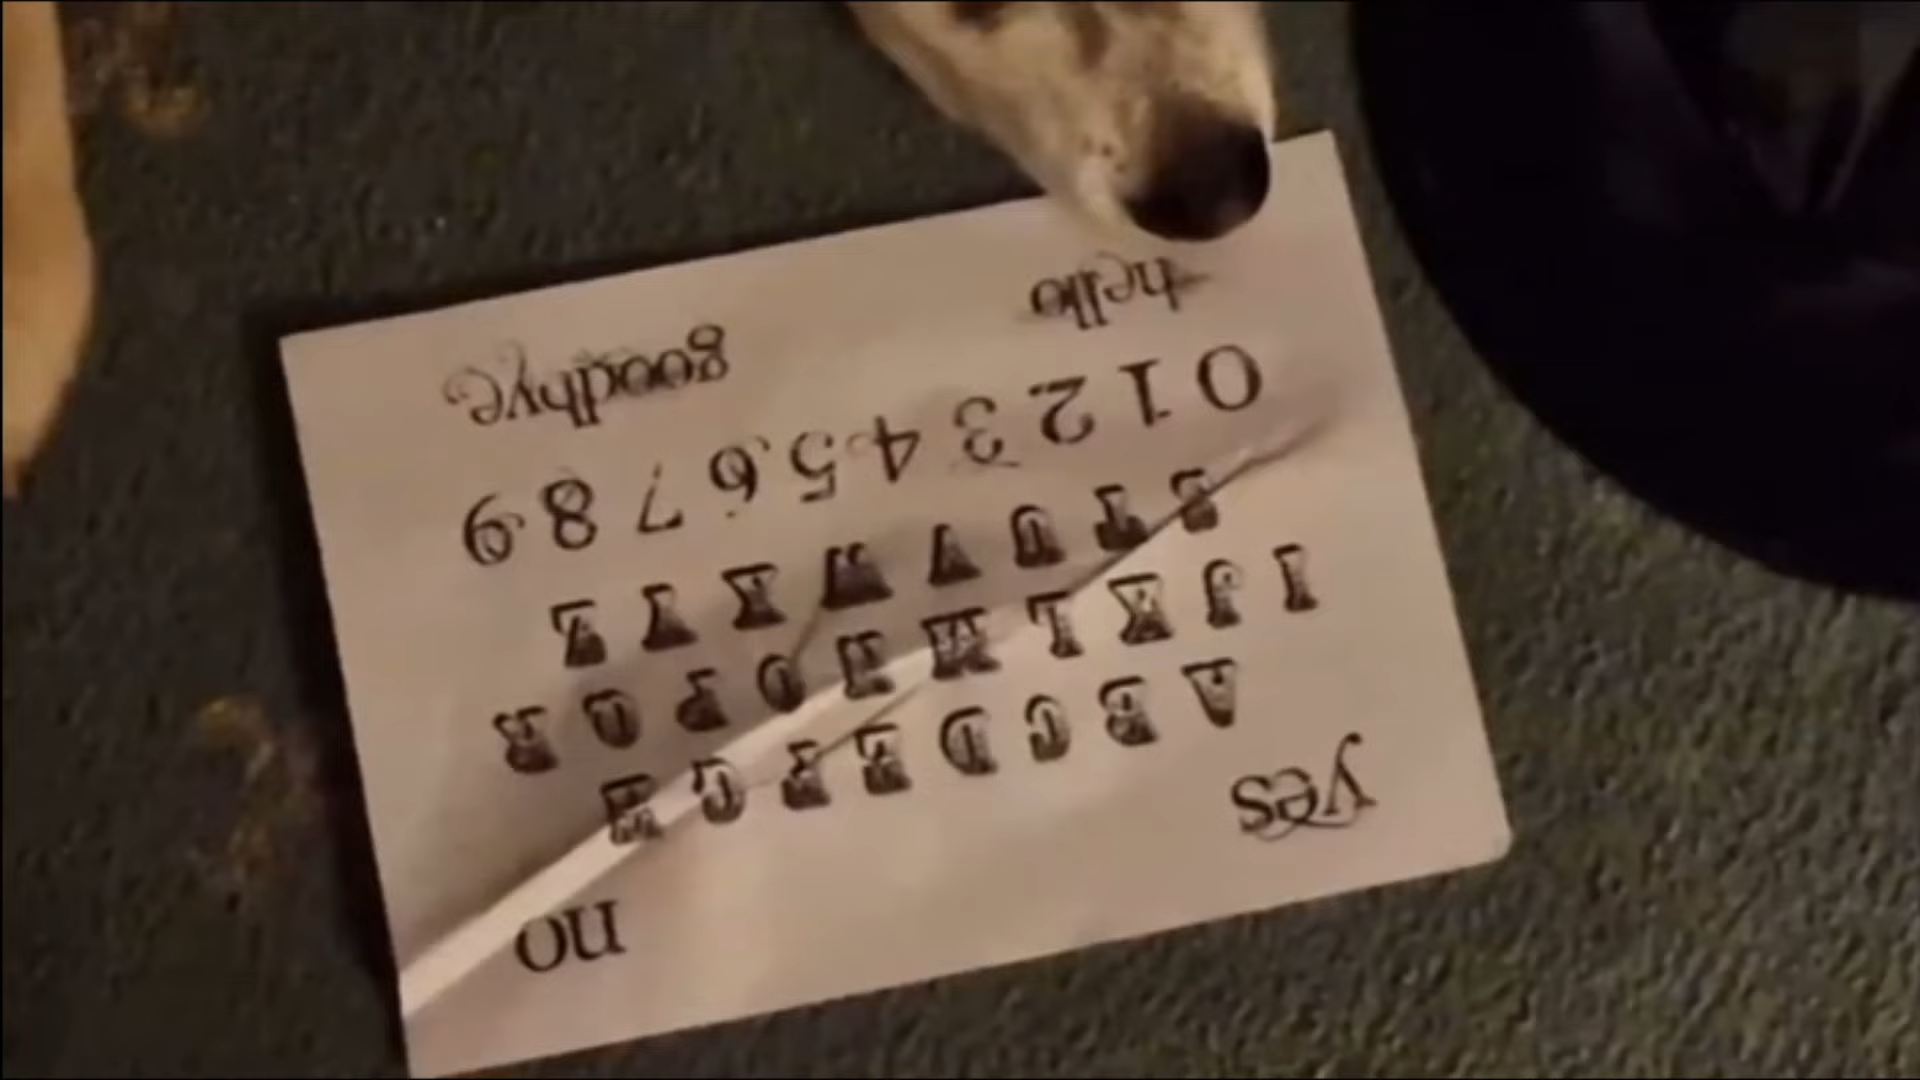 yes no
A B C D E F G H
I J K L M N O P Q R
S T U V W X Y Z
0 1 2 3 4 5 6 7 8 9
hello goodbye